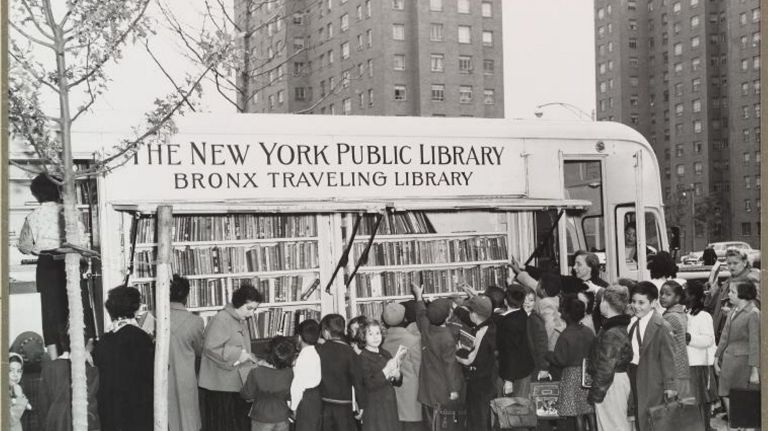 THE NEW YORK PUBLIC LIBRARY
BRONX TRAVELING LIBRARY